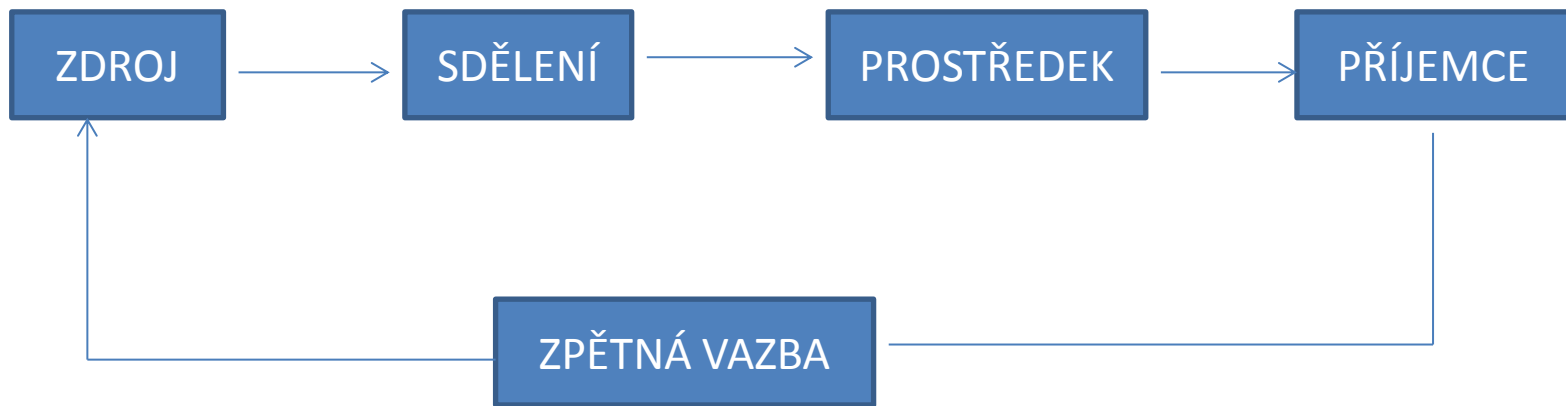 ZDROJ
SDĚLENÍ
PROSTŘEDEK
PŘÍJEMCE
ZPĚTNÁ VAZBA